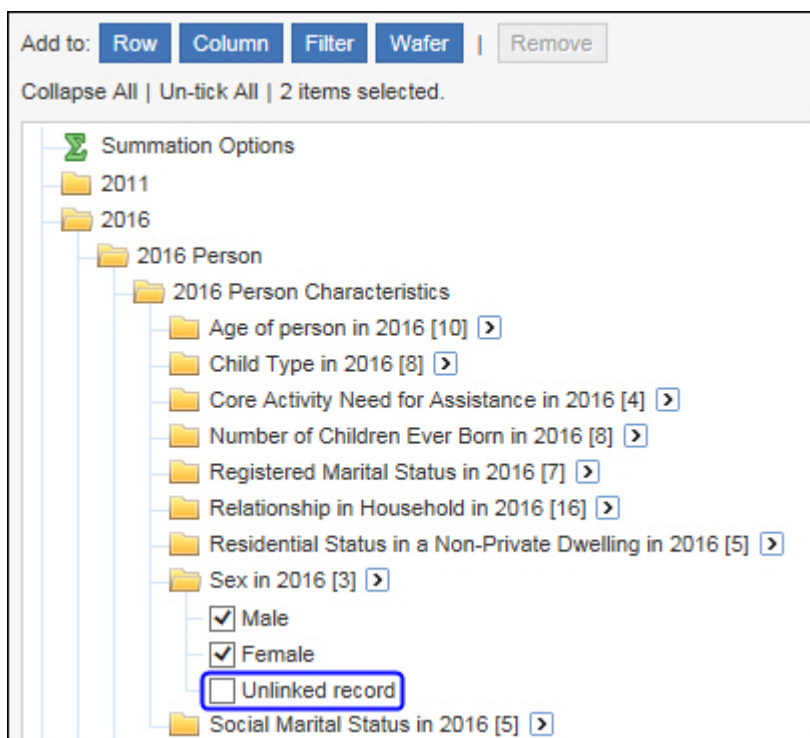 Add to: Row Column Filter Wafer | Remove
Collapse All | Un-tick All | 2 items selected.
Summation Options
2011
2016
2016 Person
2016 Person Characteristics
Age of person in 2016 [10]
Child Type in 2016 [8]
Core Activity Need for Assistance in 2016 [4]
Number of Children Ever Born in 2016 [8]
Registered Marital Status in 2016 [7]
Relationship in Household in 2016 [16]
Residential Status in a Non-Private Dwelling in 2016 [5]
Sex in 2016 [3]
Male
Female
Unlinked record
Social Marital Status in 2016 [5]